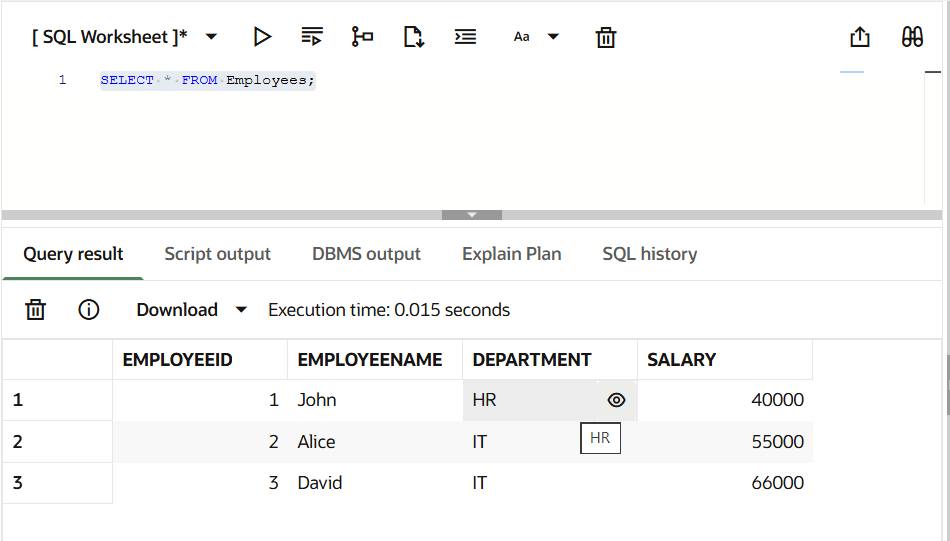 [ SQL Worksheet ]* Aa
1 SELECT * FROM Employees;
Query result Script output DBMS output Explain Plan SQL history
Download Execution time: 0.015 seconds
EMPLOYEEID EMPLOYEENAME DEPARTMENT SALARY
1 1 John HR 40000
2 2 Alice IT 55000
HR
3 3 David IT 66000